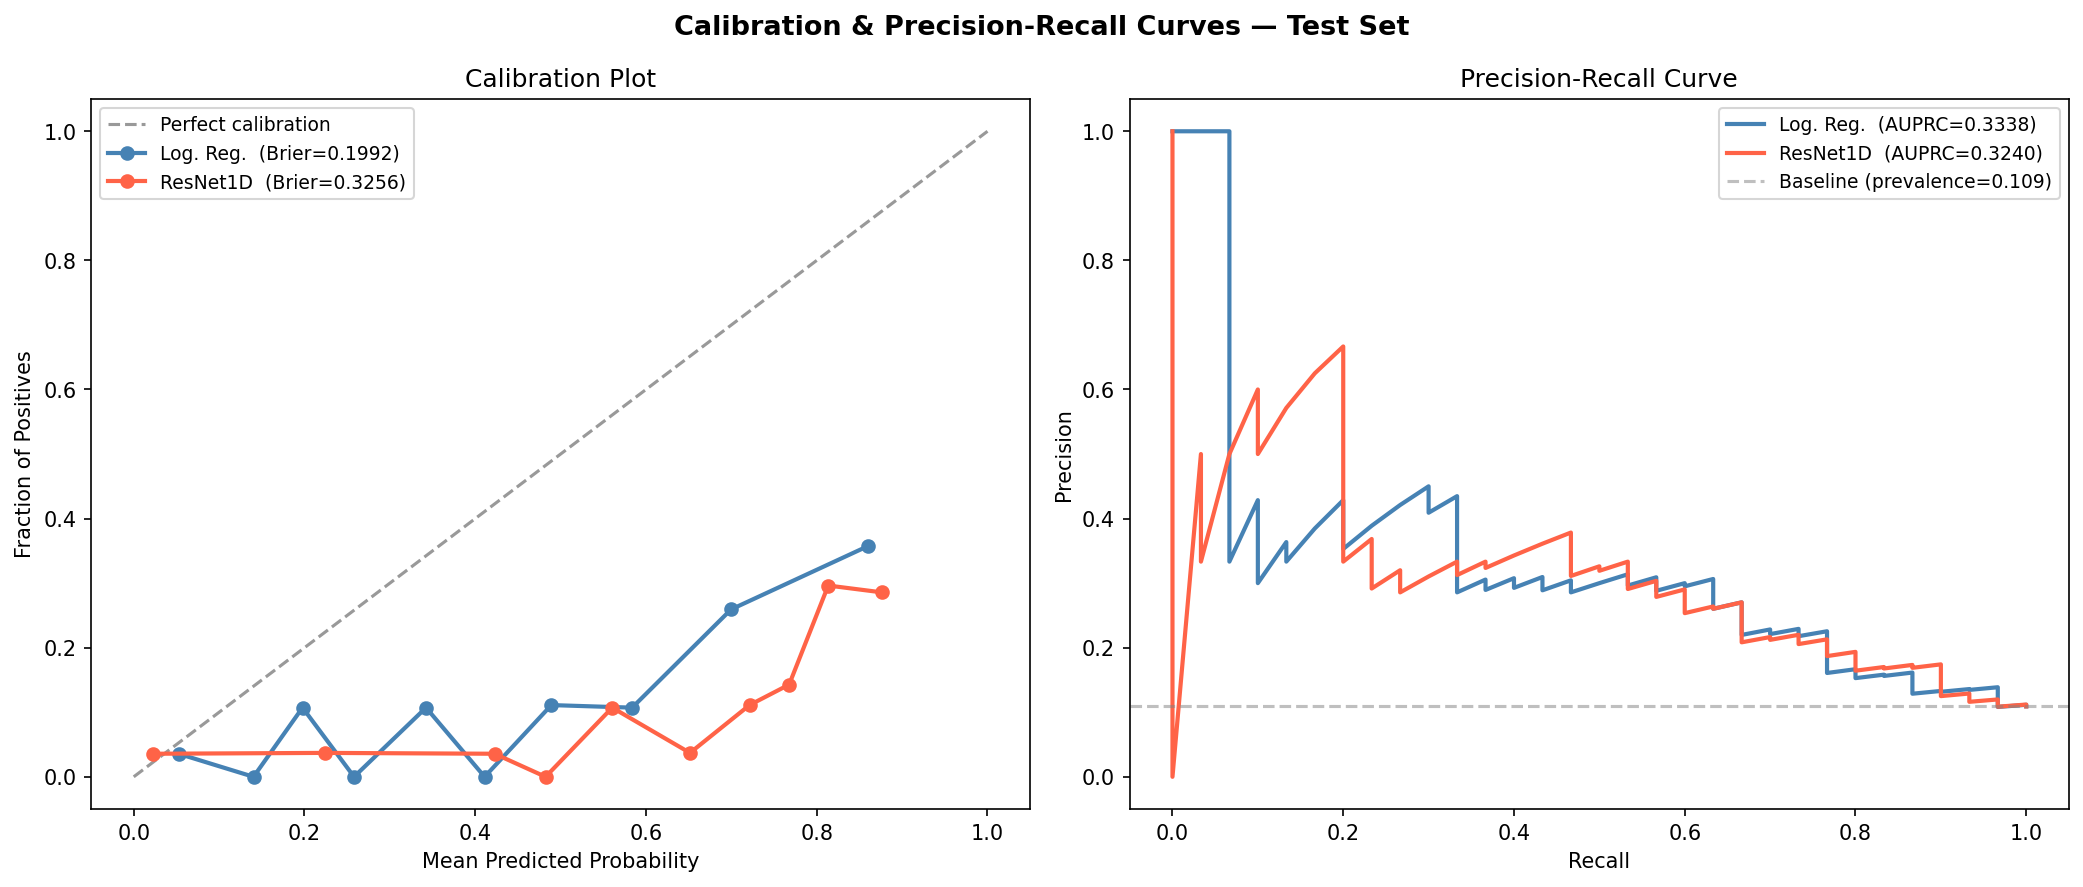 Calibration & Precision-Recall Curves — Test Set
Calibration Plot
Perfect calibration
Log. Reg.  (Brier=0.1992)
ResNet1D  (Brier=0.3256)
Fraction of Positives
1.0
0.8
0.6
0.4
0.2
0.0
0.0 0.2 0.4 0.6 0.8 1.0
Mean Predicted Probability
Precision-Recall Curve
Log. Reg.  (AUPRC=0.3338)
ResNet1D  (AUPRC=0.3240)
Baseline (prevalence=0.109)
Precision
1.0
0.8
0.6
0.4
0.2
0.0
0.0 0.2 0.4 0.6 0.8 1.0
Recall